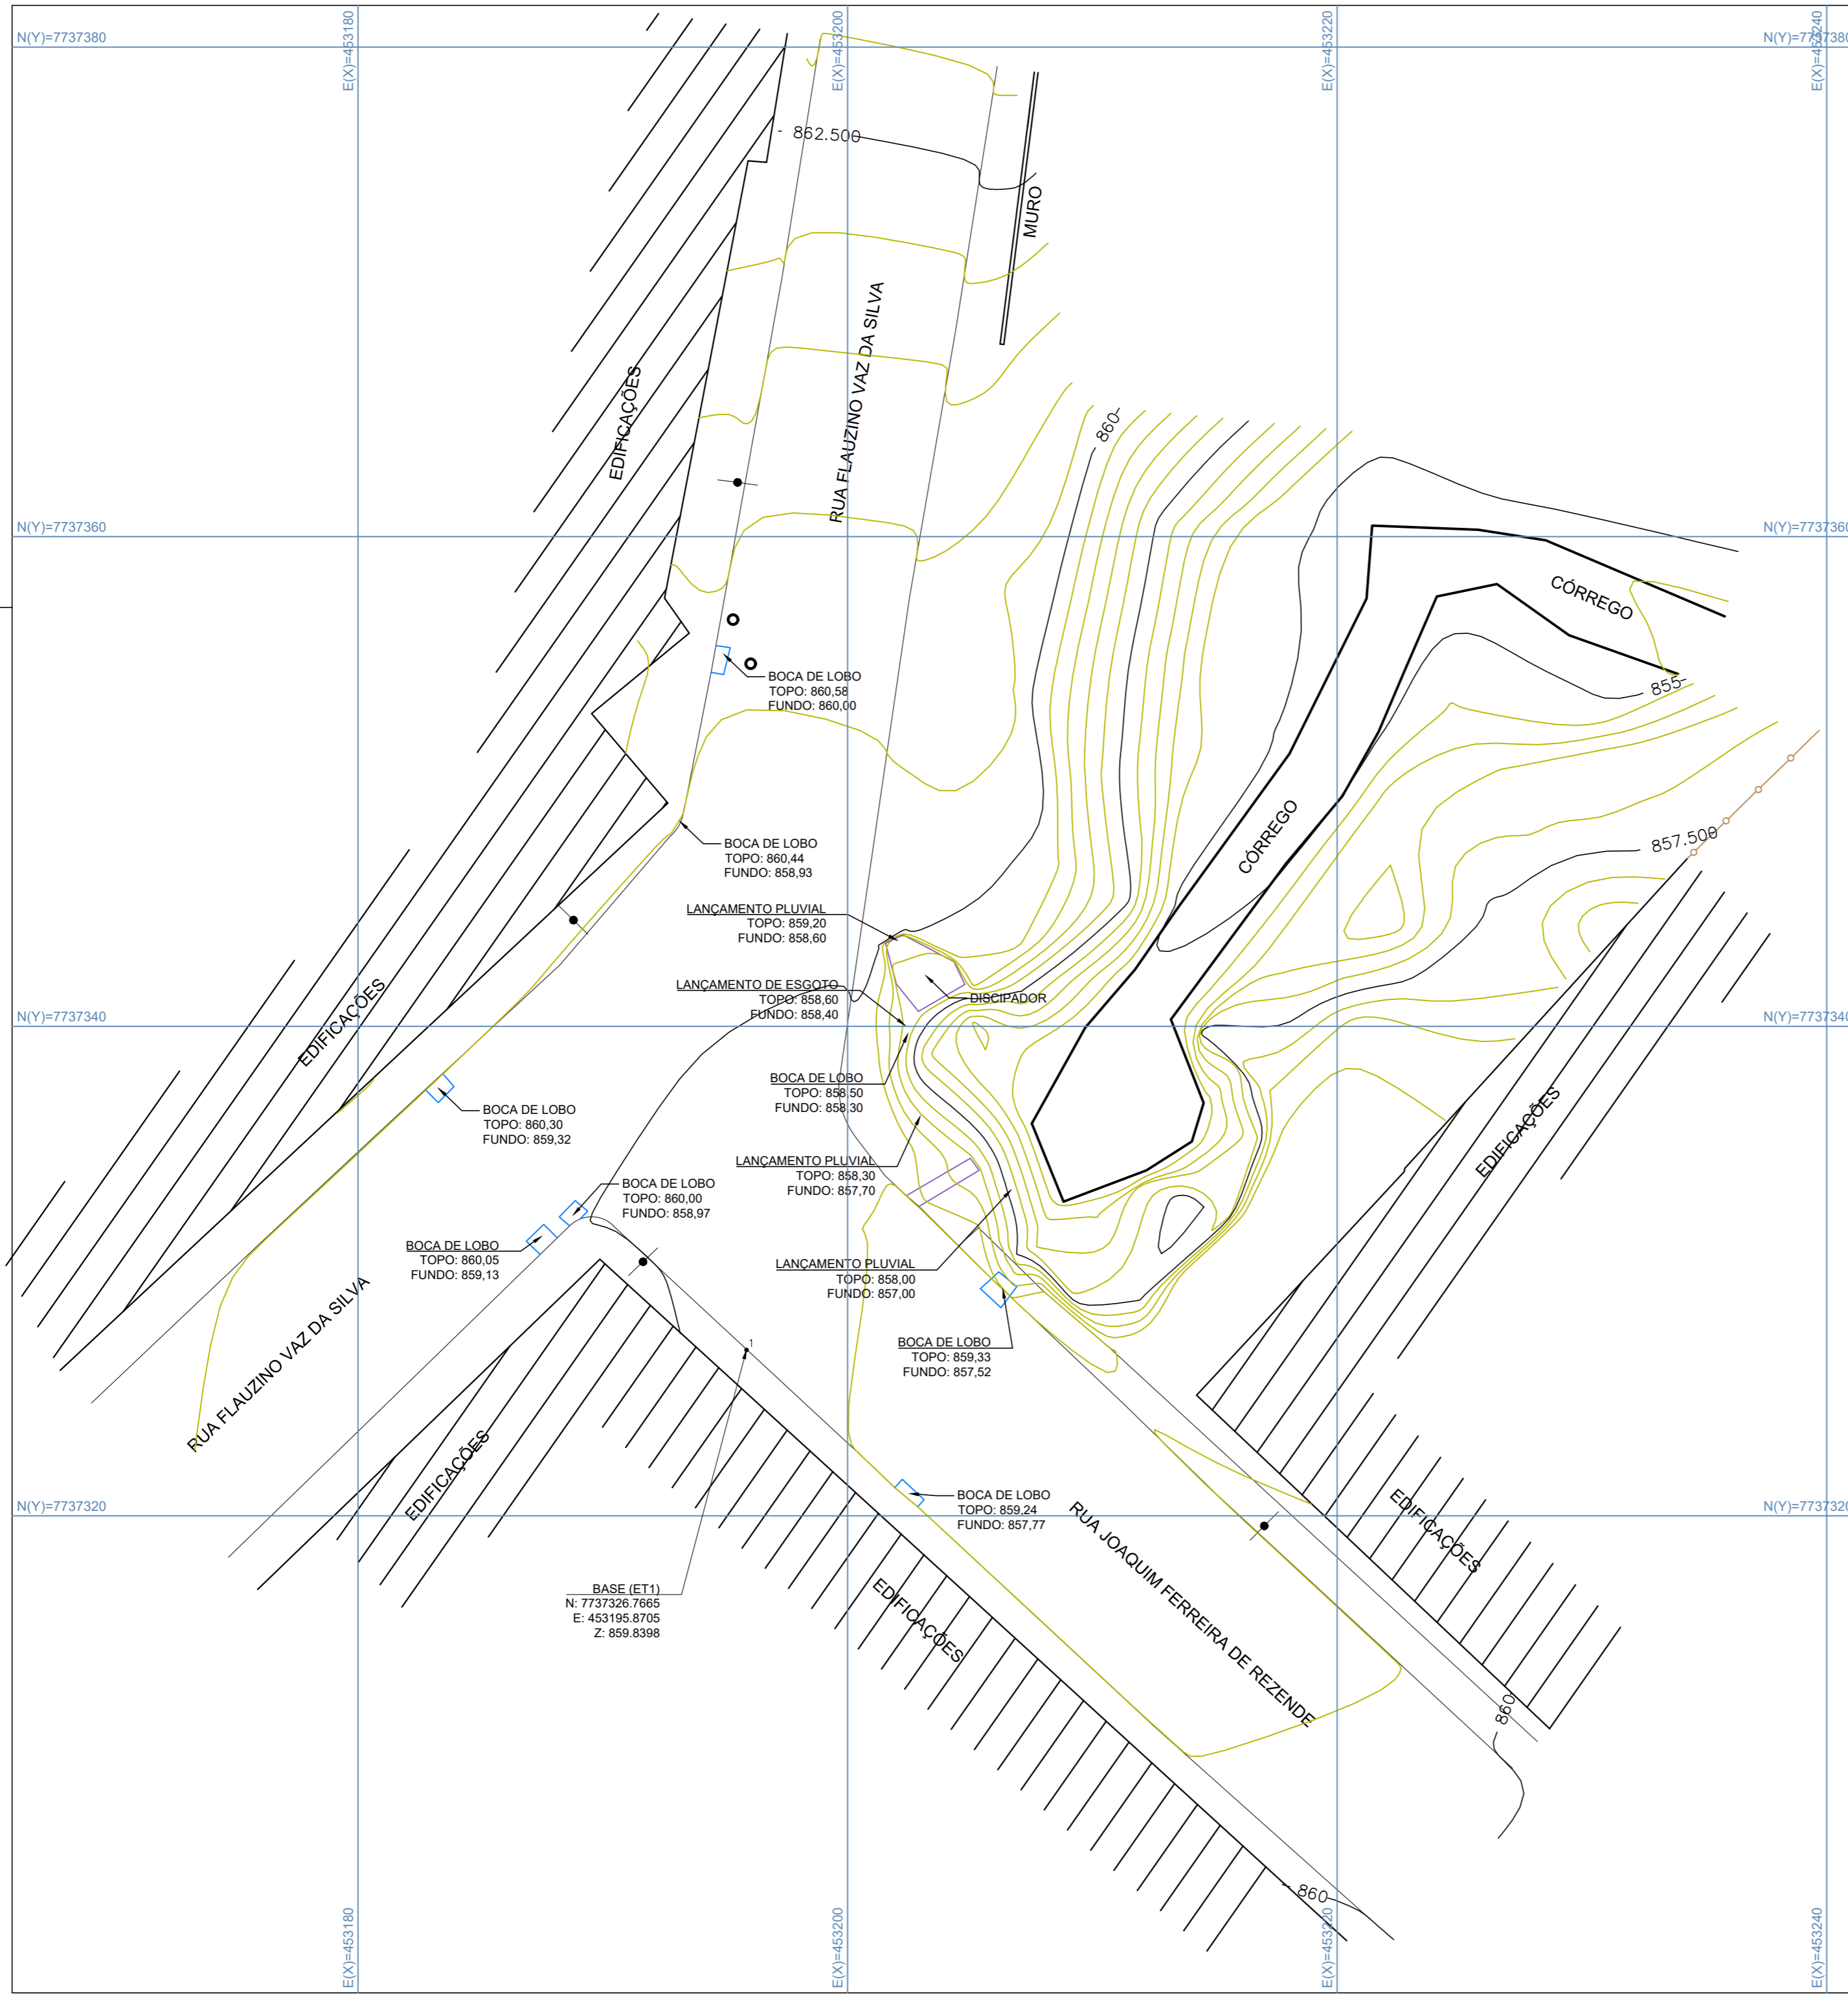 E(X)=453180
E(X)=453200
E(X)=453220
E(X)=453240
N(Y)=7737380
N(Y)=7737380
- 862.500
MURO
RUA FLAUZINO VAZ DA SILVA
EDIFICAÇÕES
860-
N(Y)=7737360
N(Y)=7737360
CÓRREGO
BOCA DE LOBO
TOPO: 860,58
FUNDO: 860,00
855-
CÓRREGO
857.500
BOCA DE LOBO
TOPO: 860,44
FUNDO: 858,93
LANÇAMENTO PLUVIAL
TOPO: 859,20
FUNDO: 858,60
LANÇAMENTO DE ESGOTO
TOPO: 858,60
FUNDO: 858,40
DISCIPADOR
EDIFICAÇÕES
N(Y)=7737340
N(Y)=7737340
BOCA DE LOBO
TOPO: 858,50
FUNDO: 858,30
BOCA DE LOBO
TOPO: 860,30
FUNDO: 859,32
EDIFICAÇÕES
LANÇAMENTO PLUVIAL
TOPO: 858,30
FUNDO: 857,70
BOCA DE LOBO
TOPO: 860,00
FUNDO: 858,97
BOCA DE LOBO
TOPO: 860,05
FUNDO: 859,13
LANÇAMENTO PLUVIAL
TOPO: 858,00
FUNDO: 857,00
RUA FLAUZINO VAZ DA SILVA
1
BOCA DE LOBO
TOPO: 859,33
FUNDO: 857,52
EDIFICAÇÕES
BOCA DE LOBO
TOPO: 859,24
FUNDO: 857,77
N(Y)=7737320
N(Y)=7737320
EDIFICAÇÕES
RUA JOAQUIM FERREIRA DE REZENDE
BASE (ET1)
N: 7737326.7665
E: 453195.8705
Z: 859.8398
EDIFICAÇÕES
860
- 860
E(X)=453180
E(X)=453200
E(X)=453220
E(X)=453240